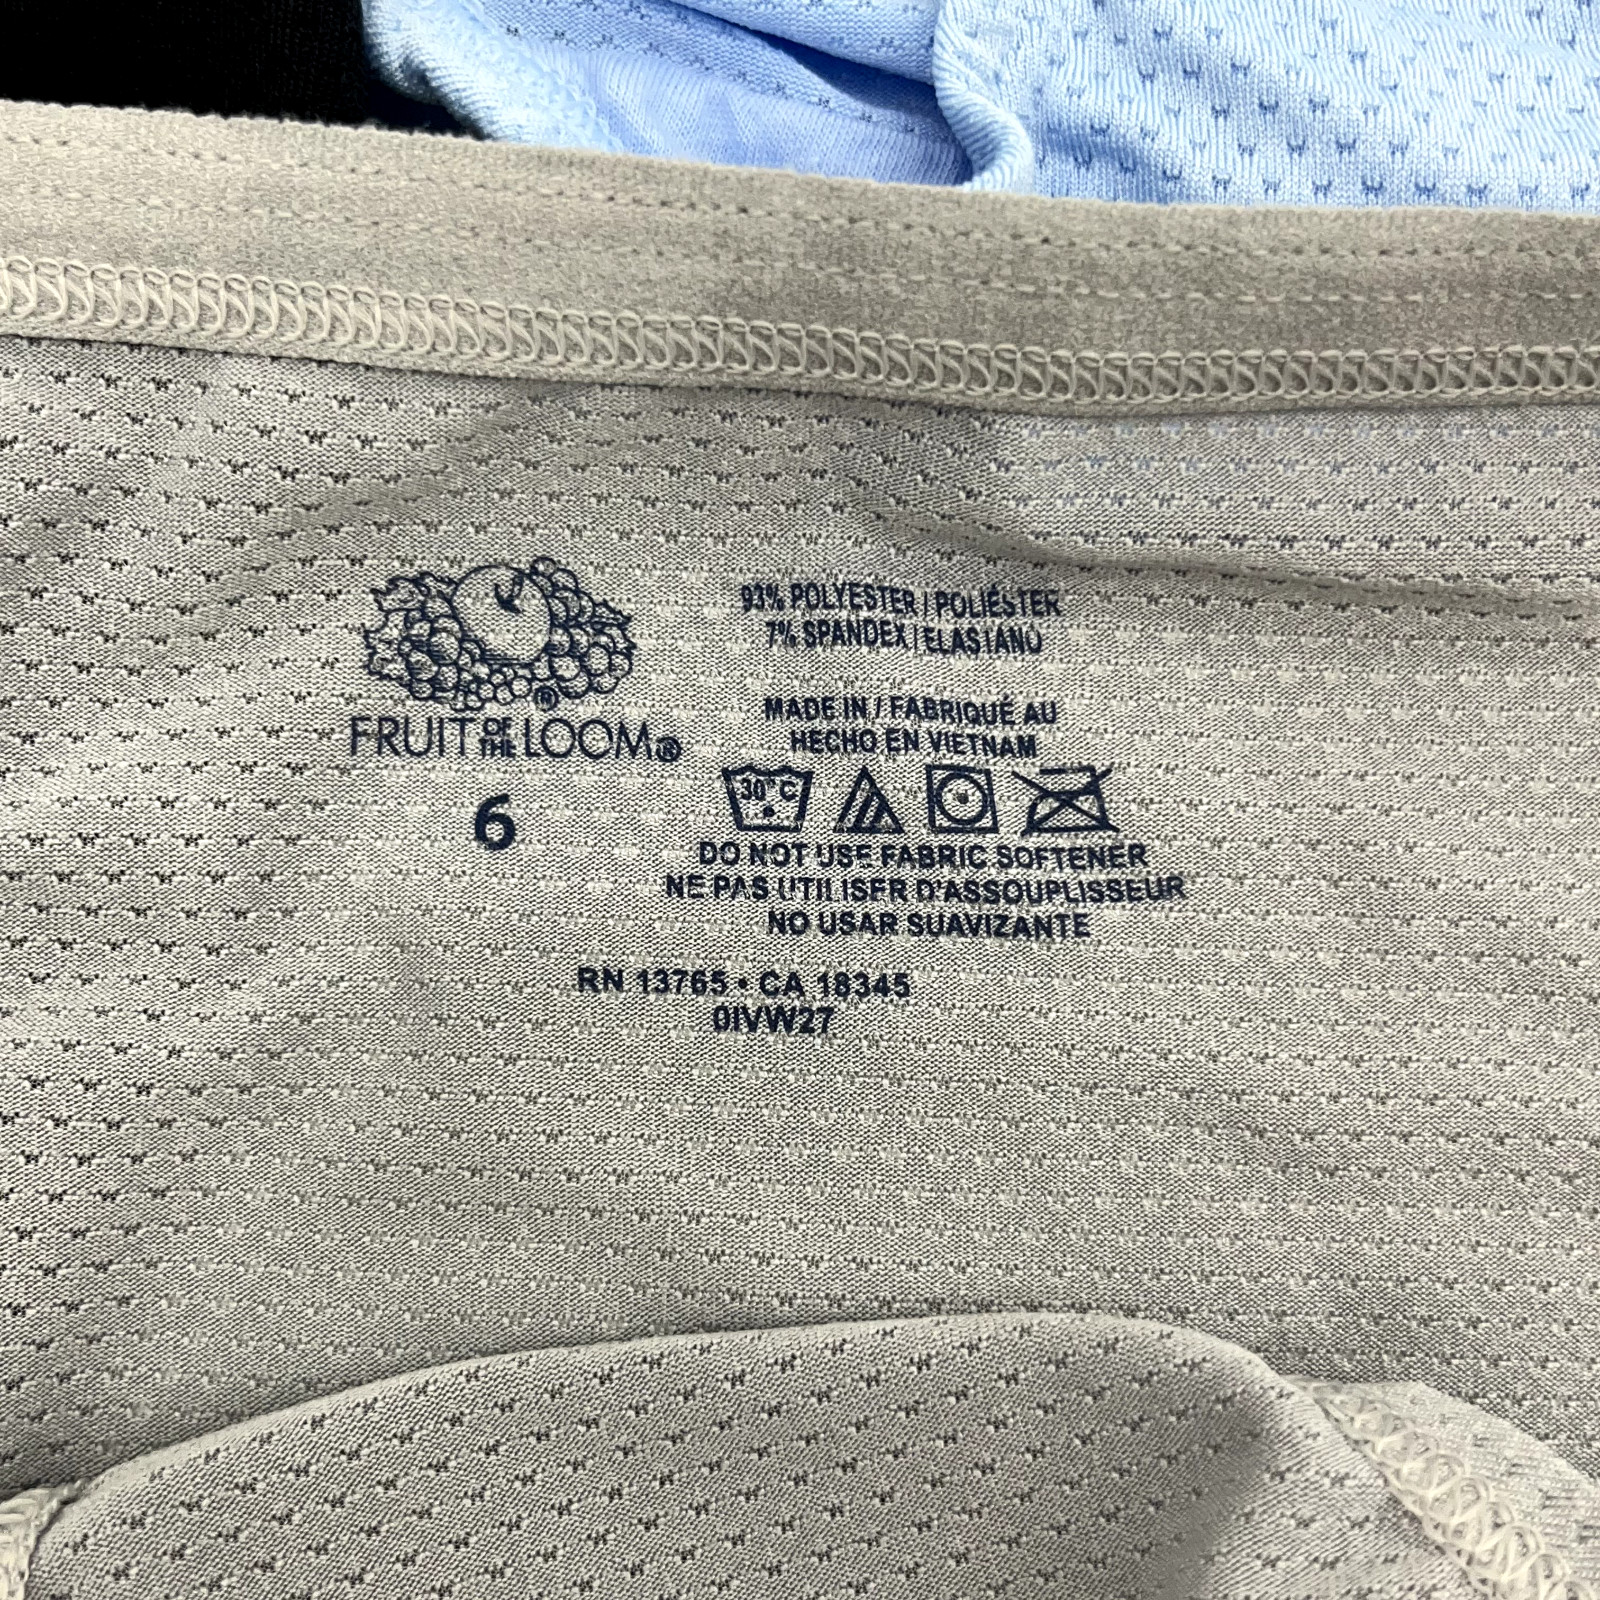 FRUIT OF THE LOOM®
6
93% POLYESTER / POLIÉSTER
7% SPANDEX / ELASTANO
MADE IN / FABRIQUÉ AU
HECHO EN VIETNAM
30°C
DO NOT USE FABRIC SOFTENER
NE PAS UTILISER D'ASSOUPLISSEUR
NO USAR SUAVIZANTE
RN 13765 • CA 18345
0IVW27